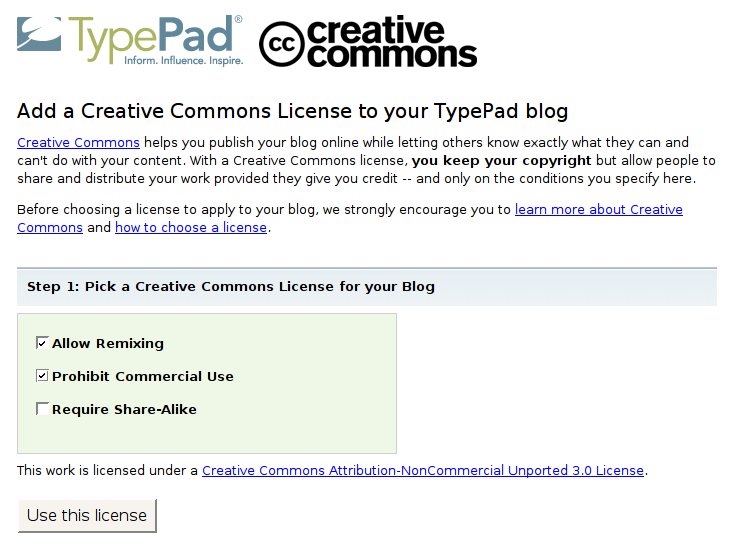 TypePad®
Inform. Influence. Inspire.
cc creative
commons
Add a Creative Commons License to your TypePad blog
Creative Commons helps you publish your blog online while letting others know exactly what they can and
can't do with your content. With a Creative Commons license, you keep your copyright but allow people to
share and distribute your work provided they give you credit -- and only on the conditions you specify here.
Before choosing a license to apply to your blog, we strongly encourage you to learn more about Creative
Commons and how to choose a license.
Step 1: Pick a Creative Commons License for your Blog
Allow Remixing
Prohibit Commercial Use
Require Share-Alike
This work is licensed under a Creative Commons Attribution-NonCommercial Unported 3.0 License.
Use this license